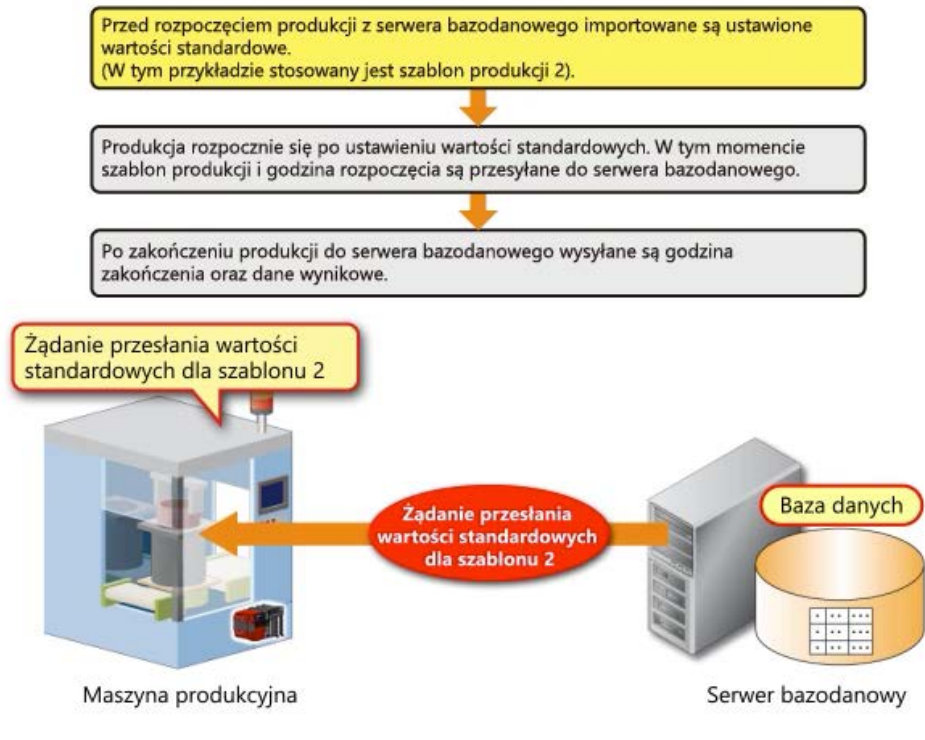 Przed rozpoczęciem produkcji z serwera bazodanowego importowane są ustawione
wartości standardowe.
(W tym przykładzie stosowany jest szablon produkcji 2).
Produkcja rozpocznie się po ustawieniu wartości standardowych. W tym momencie
szablon produkcji i godzina rozpoczęcia są przesyłane do serwera bazodanowego.
Po zakończeniu produkcji do serwera bazodanowego wysyłane są godzina
zakończenia oraz dane wynikowe.
Żądanie przesłania wartości
standardowych dla szablonu 2
Żądanie przesłania
wartości standardowych
dla szablonu 2
Baza danych
Maszyna produkcyjna
Serwer bazodanowy